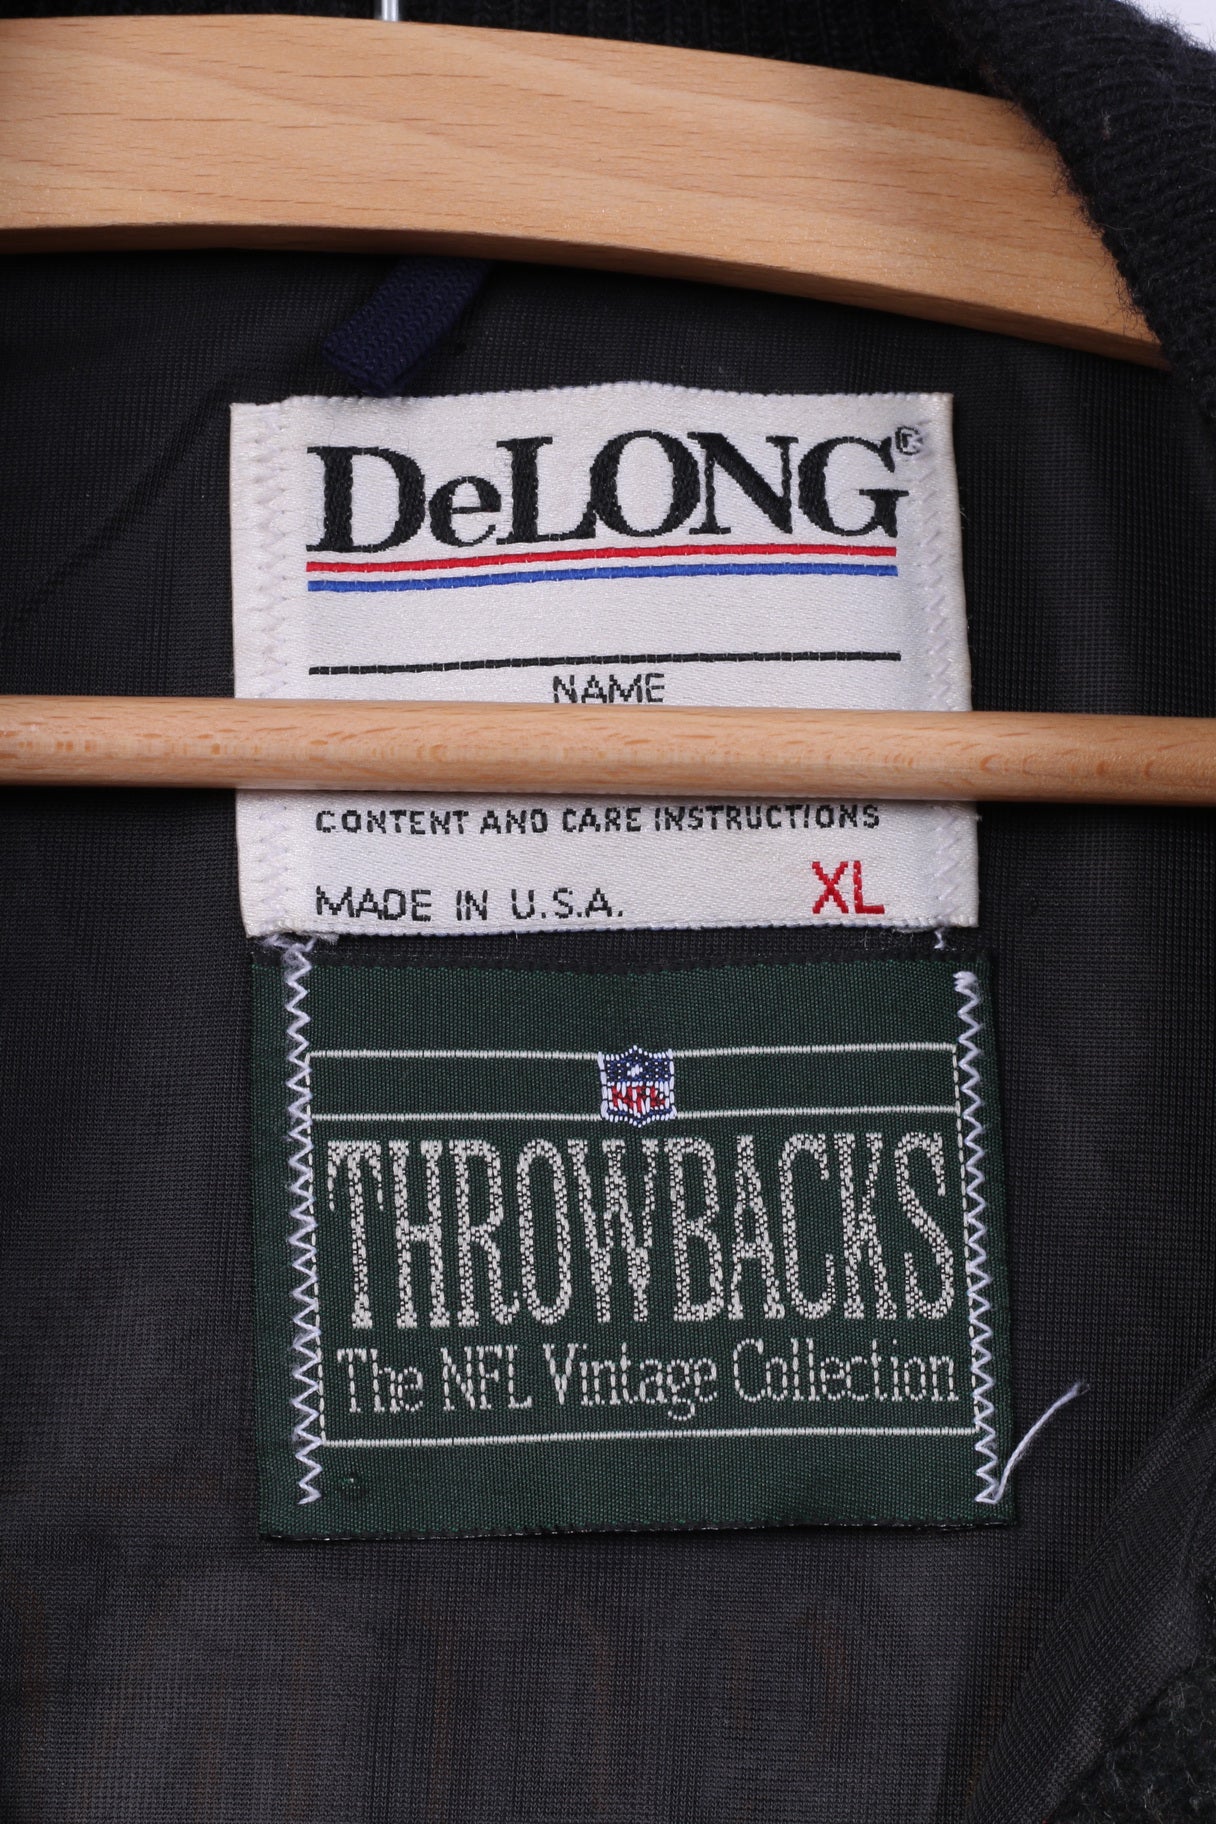 DeLONG®
NAME
CONTENT AND CARE INSTRUCTIONS
MADE IN U.S.A. XL
NFL
THROWBACKS
The NFL Vintage Collection